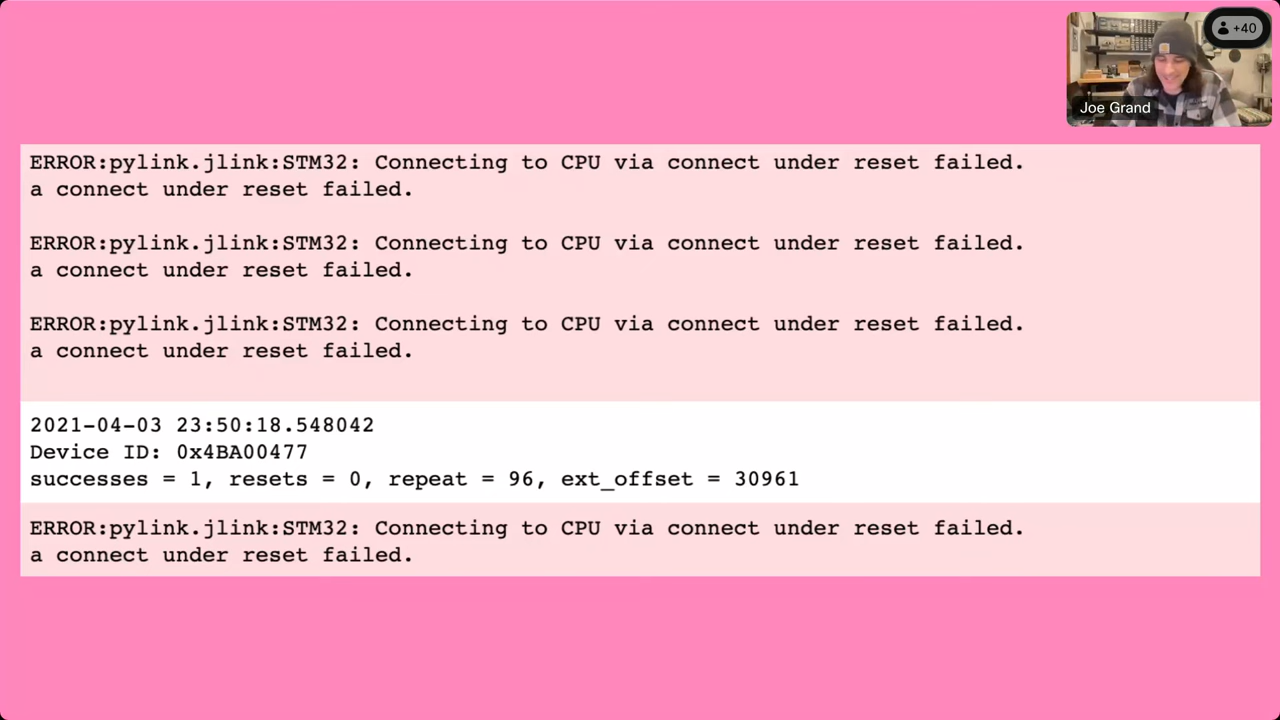 +40
Joe Grand
ERROR:pylink.jlink:STM32: Connecting to CPU via connect under reset failed.
a connect under reset failed.
ERROR:pylink.jlink:STM32: Connecting to CPU via connect under reset failed.
a connect under reset failed.
ERROR:pylink.jlink:STM32: Connecting to CPU via connect under reset failed.
a connect under reset failed.
2021-04-03 23:50:18.548042
Device ID: 0x4BA00477
successes = 1, resets = 0, repeat = 96, ext_offset = 30961
ERROR:pylink.jlink:STM32: Connecting to CPU via connect under reset failed.
a connect under reset failed.